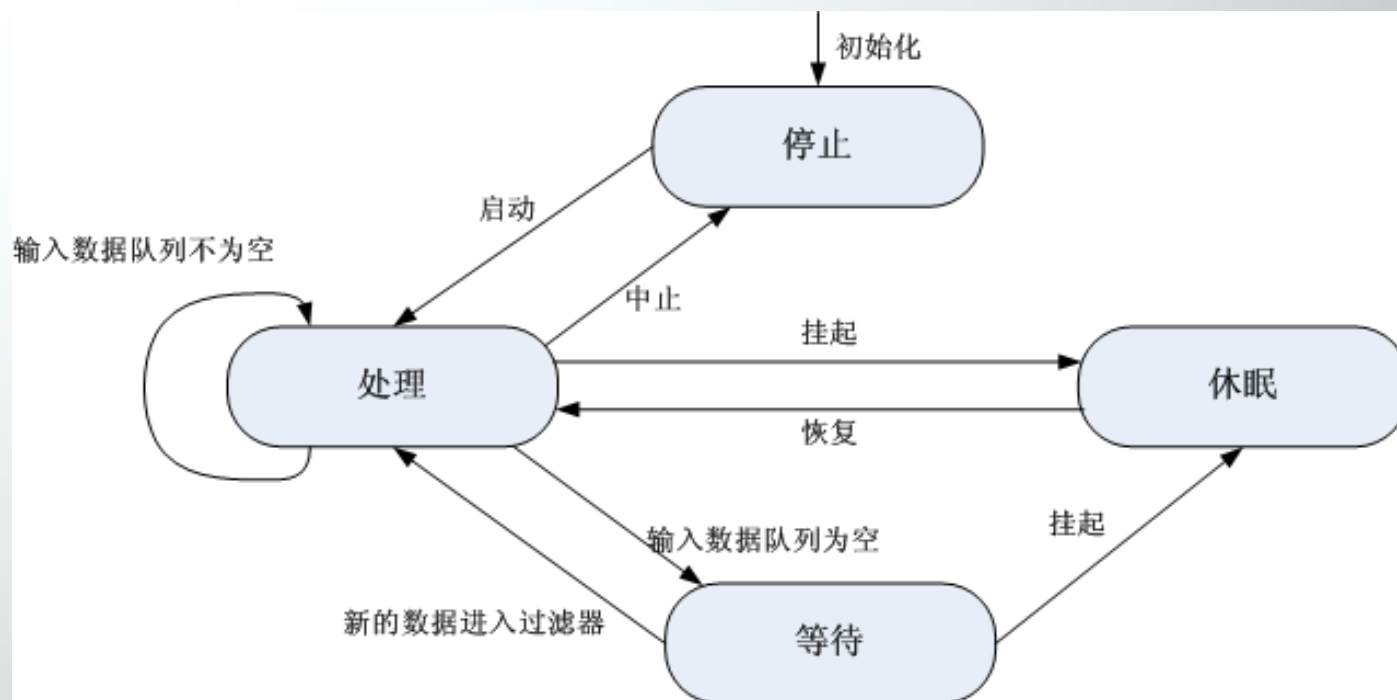 初始化
停止
启动
输入数据队列不为空
中止
挂起
处理
休眠
恢复
挂起
输入数据队列为空
新的数据进入过滤器
等待